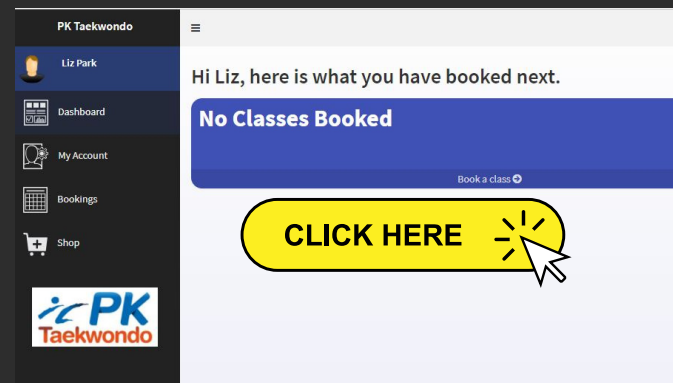 PK Taekwondo
Liz Park
Dashboard
My Account
Bookings
Shop
PK
Taekwondo
Hi Liz, here is what you have booked next.
No Classes Booked
Book a class
CLICK HERE